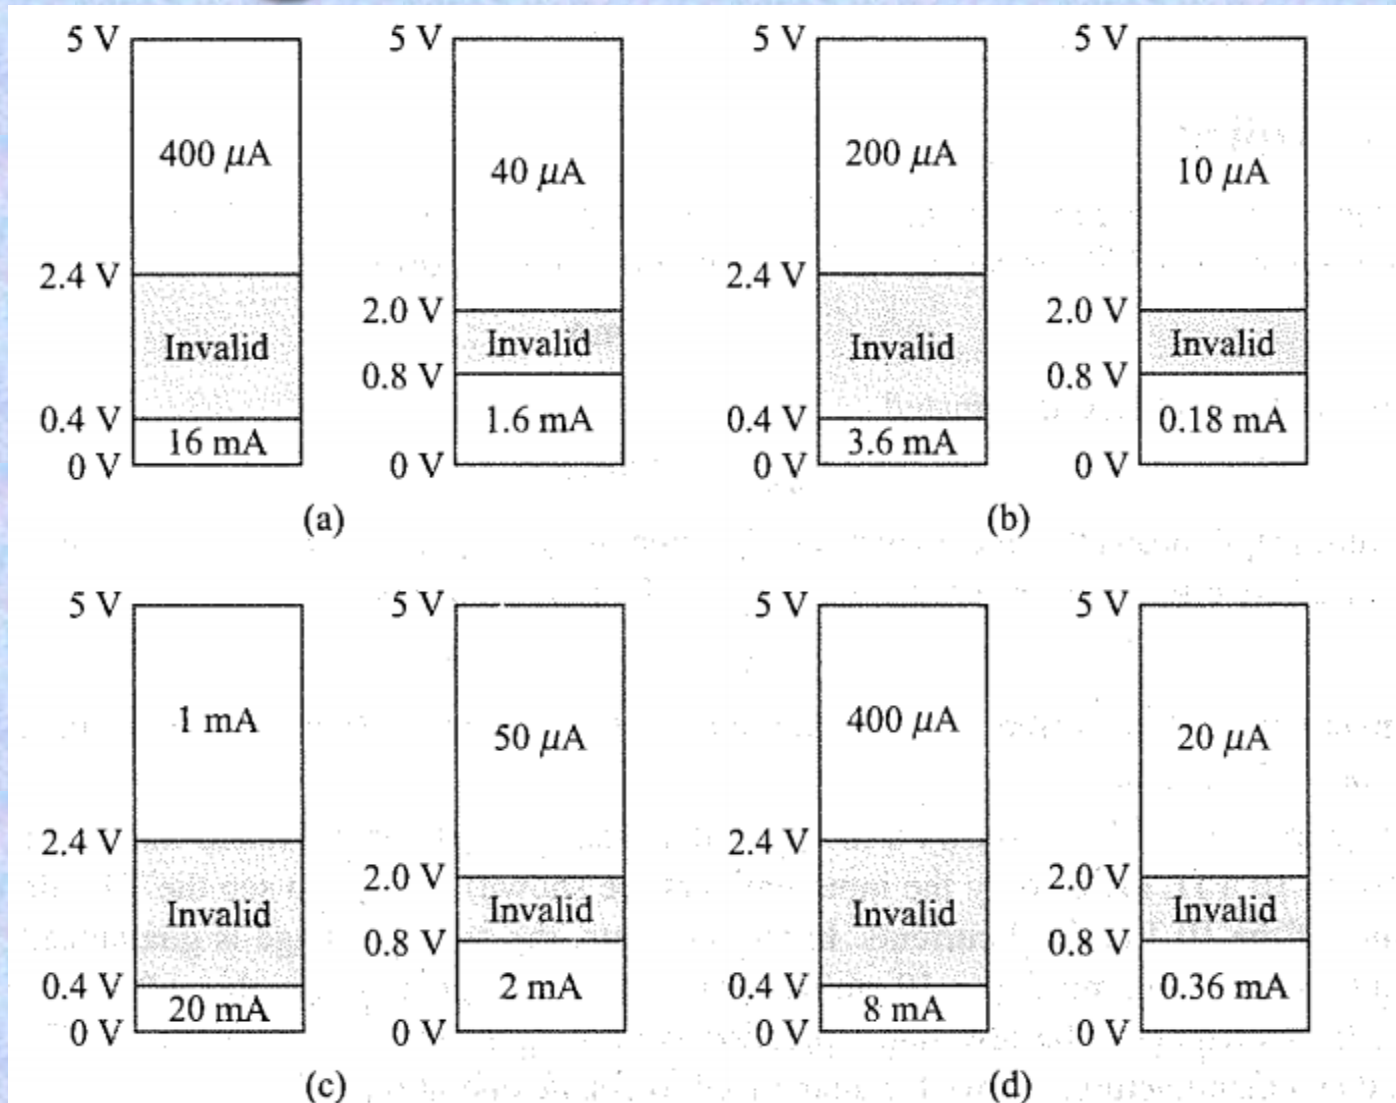 5 V 5 V 5 V 5 V
400 μA 40 μA 200 μA 10 μA
2.4 V 2.4 V
2.0 V 2.0 V
Invalid Invalid Invalid Invalid
0.8 V 0.8 V
0.4 V 0.4 V
16 mA 1.6 mA 3.6 mA 0.18 mA
0 V 0 V 0 V 0 V
(a) (b)
5 V 5 V 5 V 5 V
1 mA 50 μA 400 μA 20 μA
2.4 V 2.4 V
2.0 V 2.0 V
Invalid Invalid Invalid Invalid
0.8 V 0.8 V
0.4 V 0.4 V
20 mA 2 mA 8 mA 0.36 mA
0 V 0 V 0 V 0 V
(c) (d)